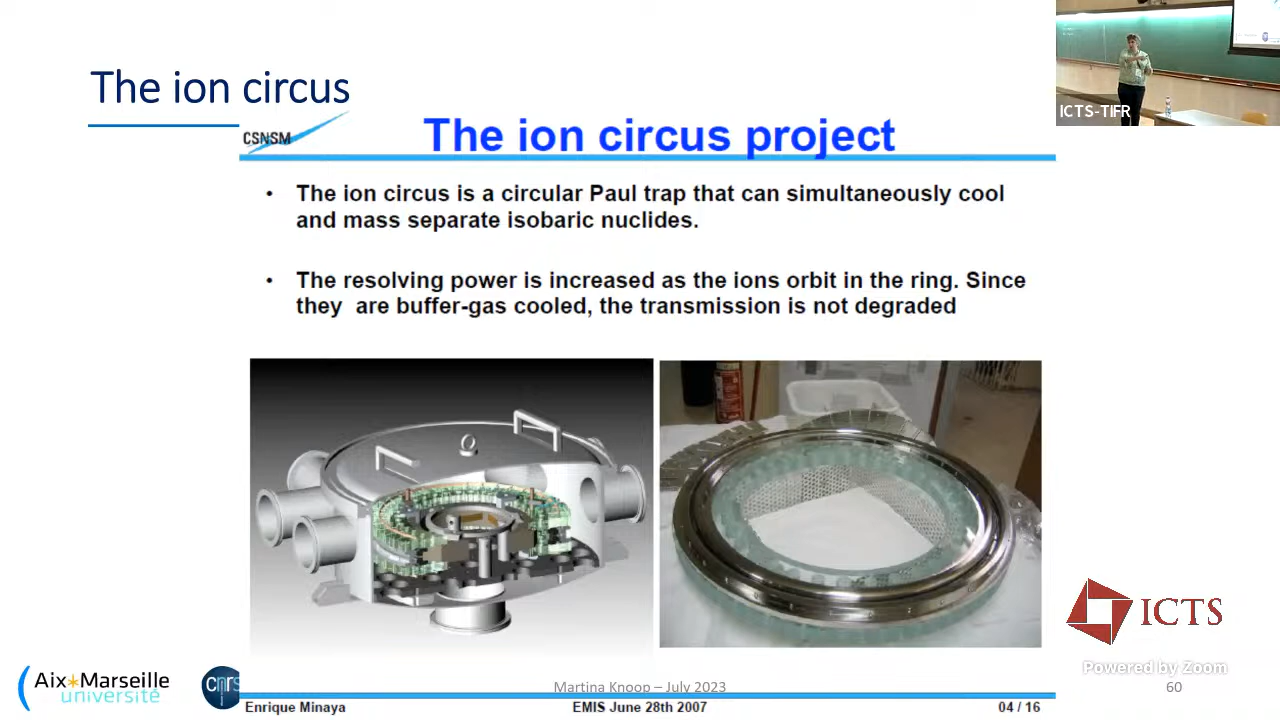 The ion circus
ICTS-TIFR
CSNSM
The ion circus project
• The ion circus is a circular Paul trap that can simultaneously cool
and mass separate isobaric nuclides.
• The resolving power is increased as the ions orbit in the ring. Since
they are buffer-gas cooled, the transmission is not degraded
ICTS
Powered by Zoom
Aix*Marseille
université
cnrs
Martina Knoop – July 2023
60
Enrique Minaya
EMIS June 28th 2007
04 / 16